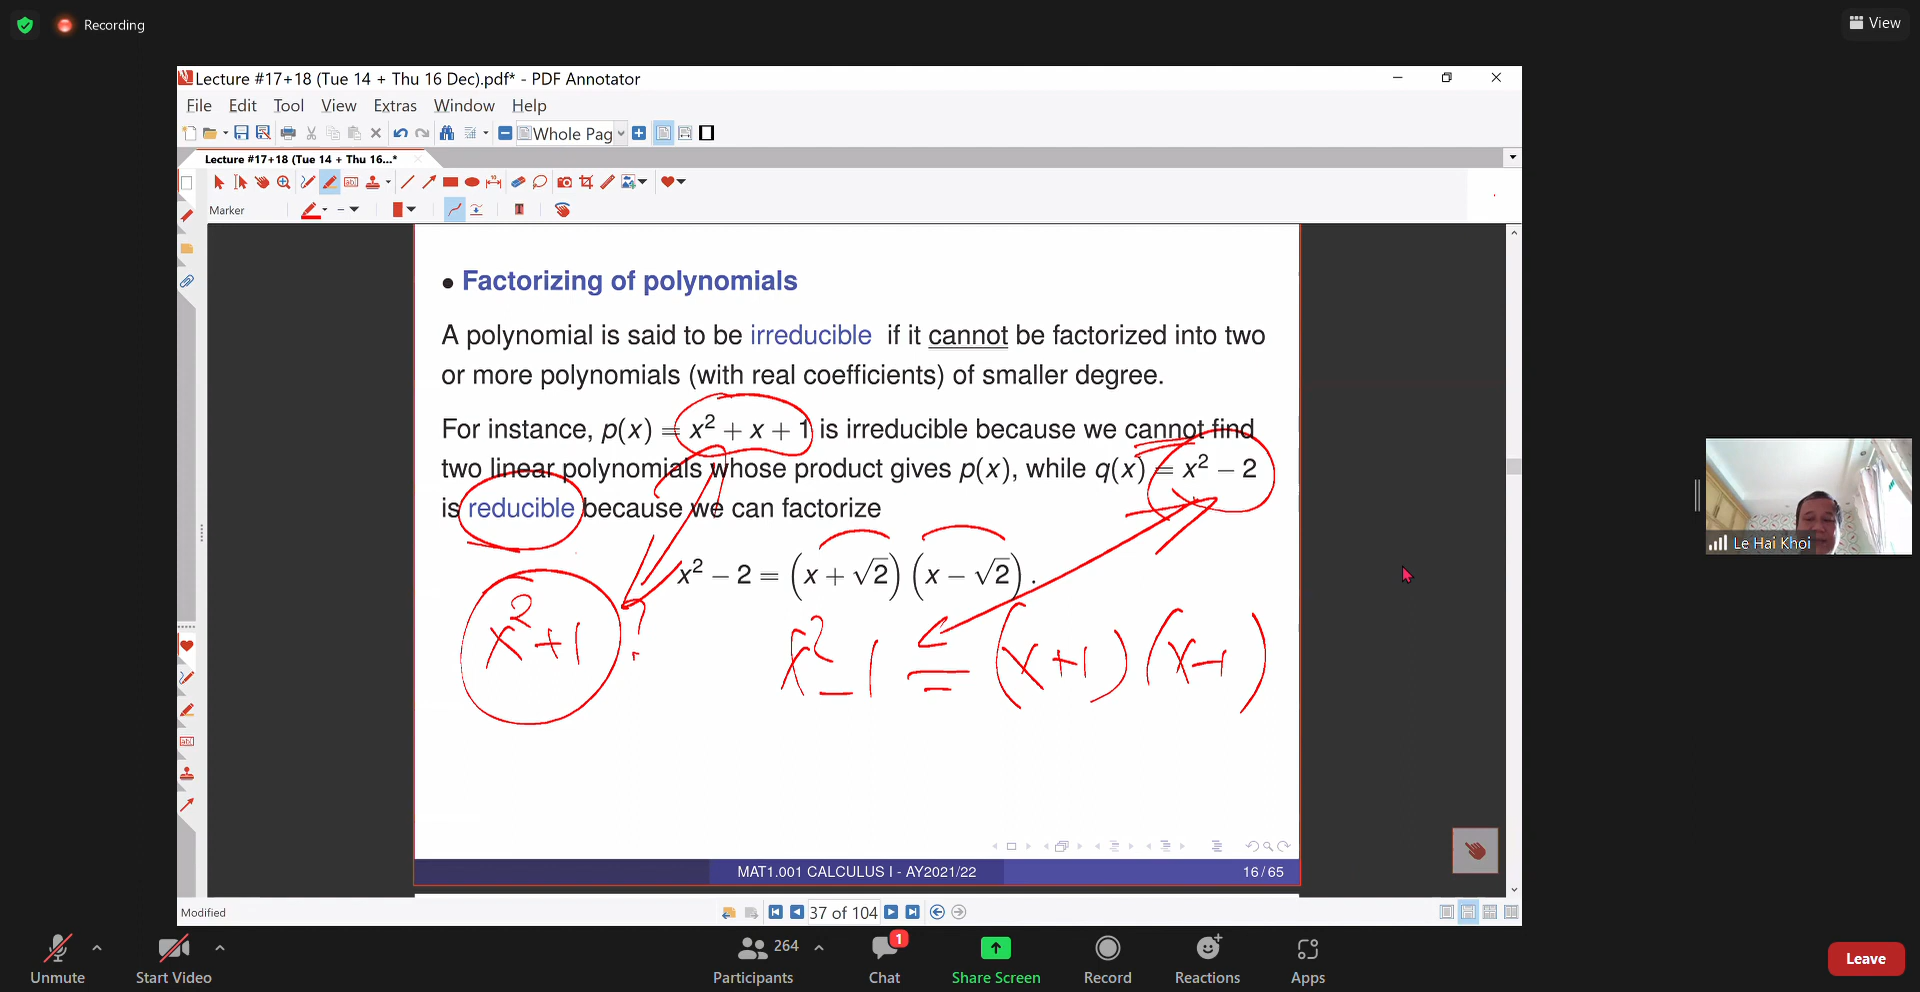 Recording
View
Lecture #17+18 (Tue 14 + Thu 16 Dec).pdf* - PDF Annotator
File Edit Tool View Extras Window Help
Whole Pag
Lecture #17+18 (Tue 14 + Thu 16...*
Marker
• Factorizing of polynomials
A polynomial is said to be irreducible if it cannot be factorized into two
or more polynomials (with real coefficients) of smaller degree.
For instance, p(x) = x² + x + 1 is irreducible because we cannot find
two linear polynomials whose product gives p(x), while q(x) = x² − 2
is reducible because we can factorize
x² − 2 = (x + √2) (x − √2) .
x² + 1 ?
x² − 1 = (x + 1) (x − 1)
MAT1.001 CALCULUS I - AY2021/22 16 / 65
Modified
37 of 104
Le Hai Khoi
Unmute
Start Video
264
Participants
1
Chat
Share Screen
Record
Reactions
Apps
Leave